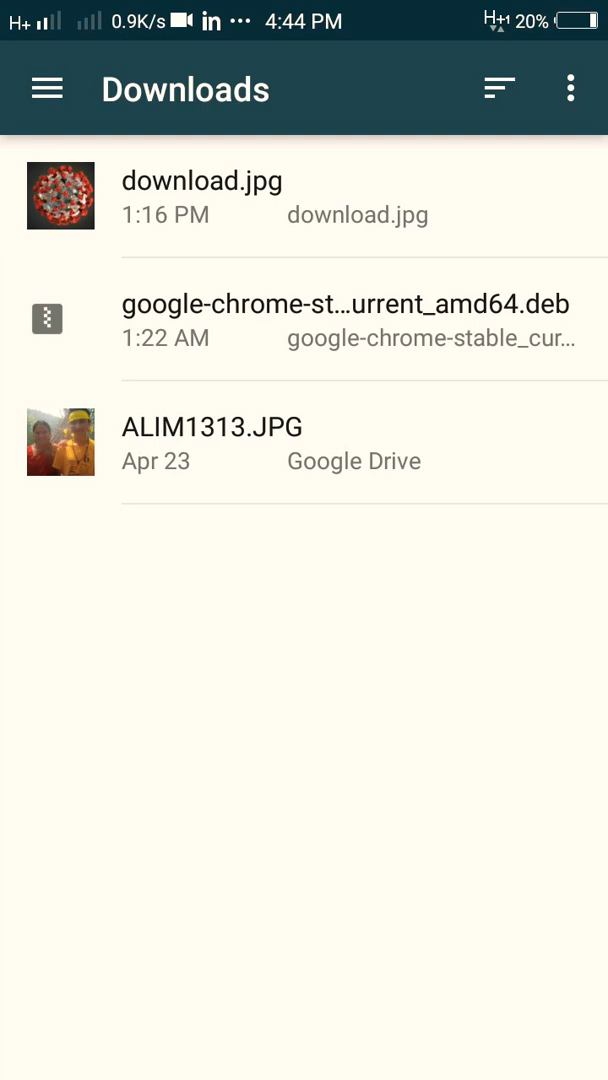 H+ 0.9K/s in ... 4:44 PM H+1 20%
Downloads
download.jpg
1:16 PM download.jpg
google-chrome-st...urrent_amd64.deb
1:22 AM google-chrome-stable_cur...
ALIM1313.JPG
Apr 23 Google Drive